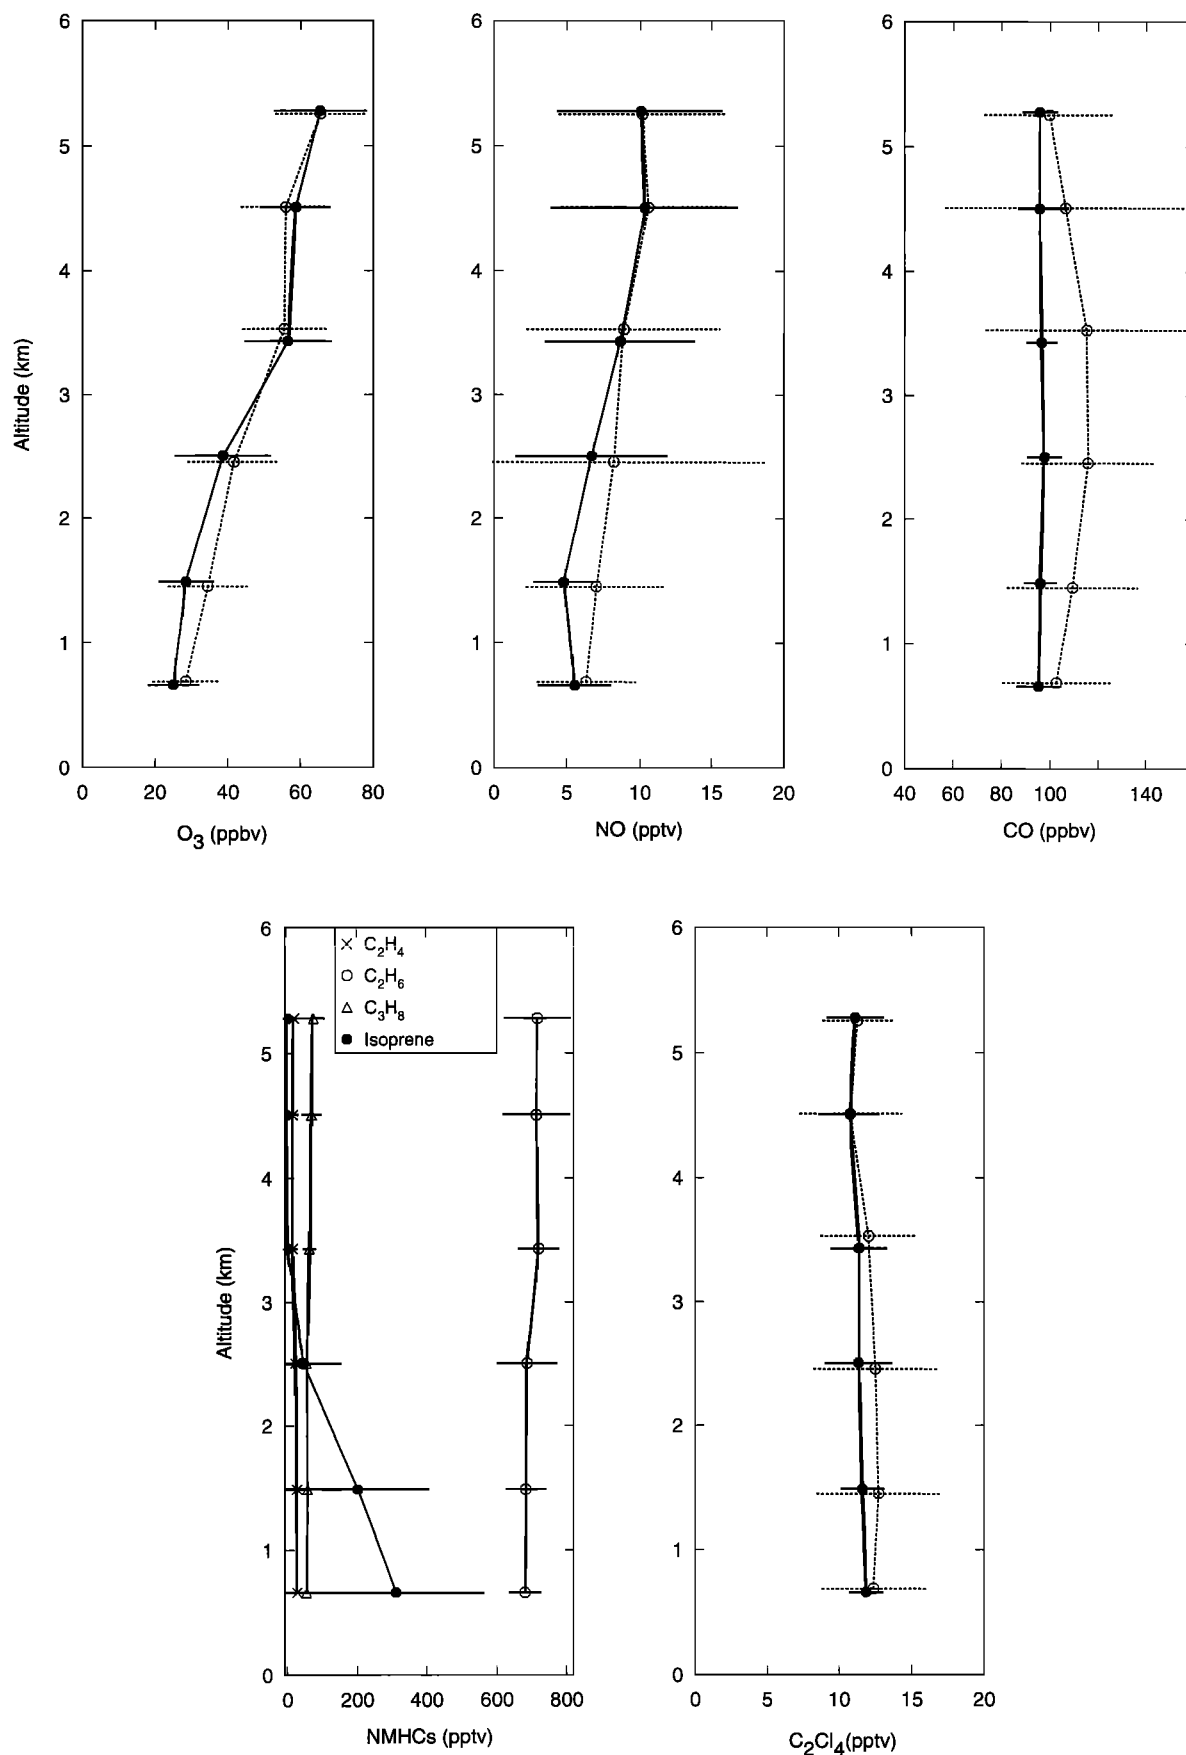 6 6 6
5 5 5
4 4 4
3 3 3
2 2 2
1 1 1
0 0 0
Altitude (km)
0 20 40 60 80 0 5 10 15 20 40 60 80 100 140
O3 (ppbv) NO (pptv) CO (ppbv)
6 6
C2H4
C2H6
C3H8
Isoprene
5 5
4 4
3 3
2 2
1 1
0 0
Altitude (km)
0 200 400 600 800 0 5 10 15 20
NMHCs (pptv) C2Cl4(pptv)